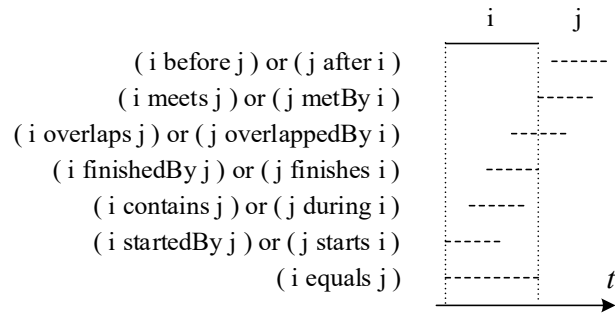 i j
( i before j ) or ( j after i )
( i meets j ) or ( j metBy i )
( i overlaps j ) or ( j overlappedBy i )
( i finishedBy j ) or ( j finishes i )
( i contains j ) or ( j during i )
( i startedBy j ) or ( j starts i )
( i equals j )
t